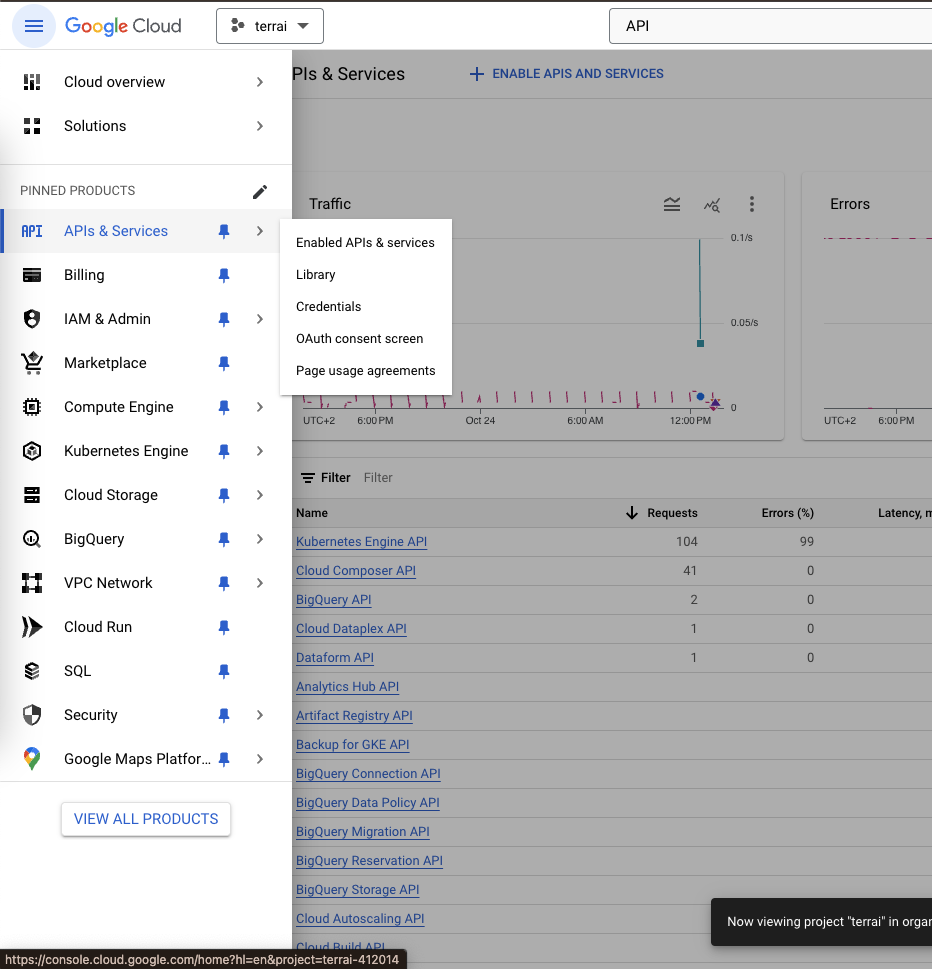 Google Cloud
terrai
API
Cloud overview
Solutions
PINNED PRODUCTS
API APIs & Services
Billing
IAM & Admin
Marketplace
Compute Engine
Kubernetes Engine
Cloud Storage
BigQuery
VPC Network
Cloud Run
SQL
Security
Google Maps Platfor...
VIEW ALL PRODUCTS
PIs & Services
ENABLE APIS AND SERVICES
Enabled APIs & services
Library
Credentials
OAuth consent screen
Page usage agreements
Traffic
0.1/s
0.05/s
0
UTC+2 6:00 PM Oct 24 6:00 AM 12:00 PM
Errors
UTC+2 6:00 PM
Filter Filter
Name Requests Errors (%) Latency, m
Kubernetes Engine API 104 99
Cloud Composer API 41 0
BigQuery API 2 0
Cloud Dataplex API 1 0
Dataform API 1 0
Analytics Hub API
Artifact Registry API
Backup for GKE API
BigQuery Connection API
BigQuery Data Policy API
BigQuery Migration API
BigQuery Reservation API
BigQuery Storage API
Cloud Autoscaling API
Cloud Build API
Now viewing project "terrai" in organ
https://console.cloud.google.com/home?hl=en&project=terrai-412014